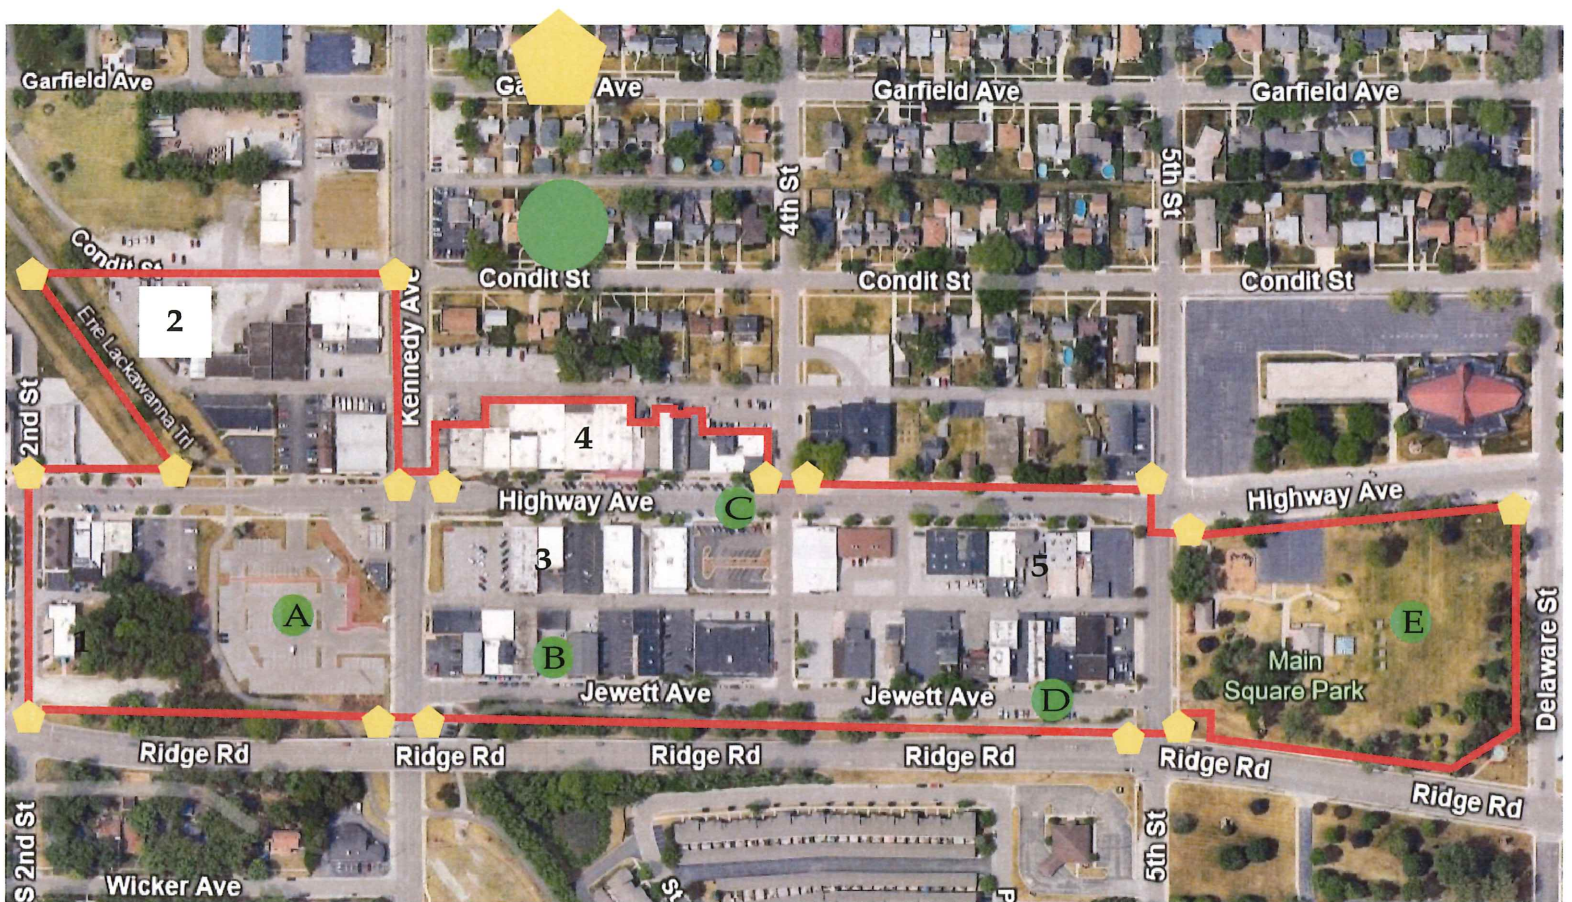 Garfield Ave
Ga Ave
Garfield Ave
Garfield Ave
4th St
5th St
Condit St
Condit St
Condit St
Condit St
2
Erie Lackawanna Trl
Kennedy Ave
2nd St
4
Highway Ave
C
Highway Ave
3
5
A
B
E
Main
Square Park
Delaware St
Jewett Ave
Jewett Ave
D
Ridge Rd
Ridge Rd
Ridge Rd
Ridge Rd
Ridge Rd
Ridge Rd
S 2nd St
5th St
Wicker Ave
St
P